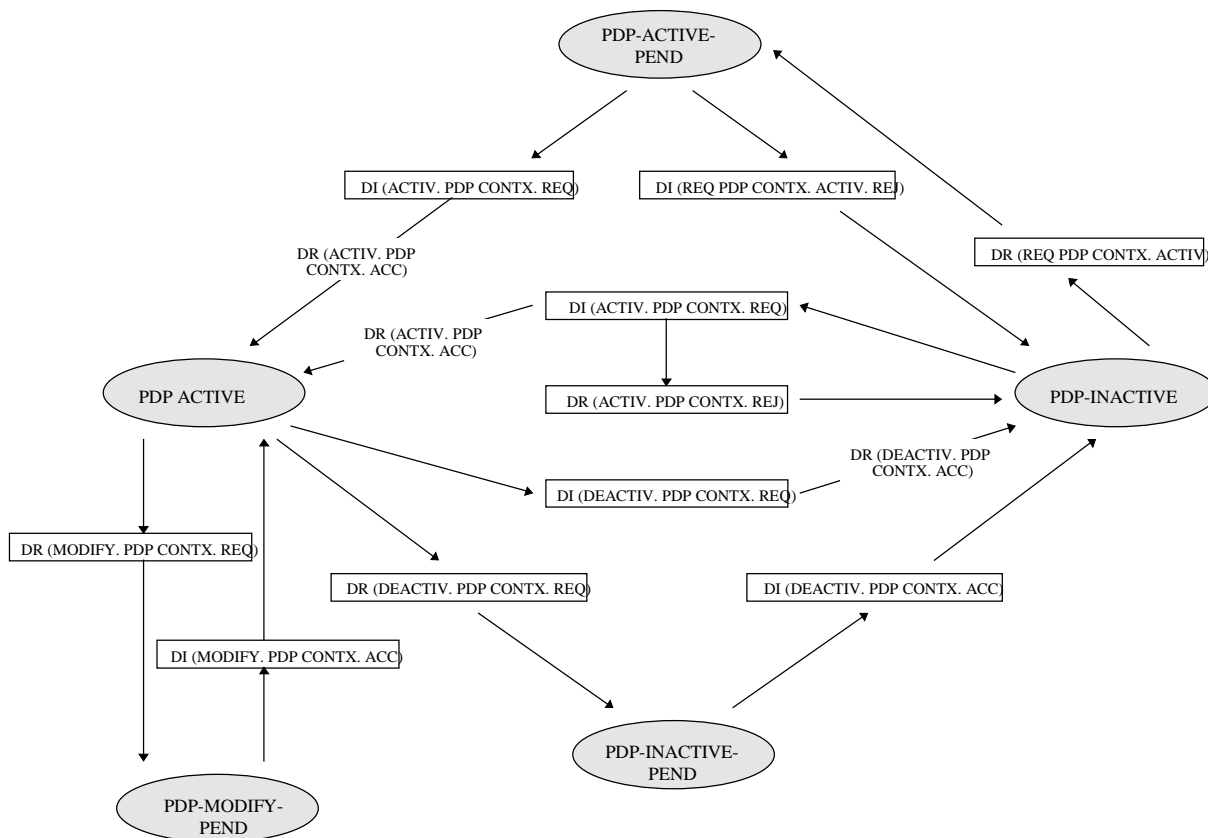 PDP-ACTIVE-
PEND
DI (ACTIV. PDP CONTX. REQ)
DI (REQ PDP CONTX. ACTIV. REJ)
DR (ACTIV. PDP
CONTX. ACC)
DR (REQ PDP CONTX. ACTIV)
DI (ACTIV. PDP CONTX. REQ)
DR (ACTIV. PDP
CONTX. ACC)
PDP ACTIVE
DR (ACTIV. PDP CONTX. REJ)
PDP-INACTIVE
DR (DEACTIV. PDP
CONTX. ACC)
DI (DEACTIV. PDP CONTX. REQ)
DR (MODIFY. PDP CONTX. REQ)
DR (DEACTIV. PDP CONTX. REQ)
DI (DEACTIV. PDP CONTX. ACC)
DI (MODIFY. PDP CONTX. ACC)
PDP-INACTIVE-
PEND
PDP-MODIFY-
PEND